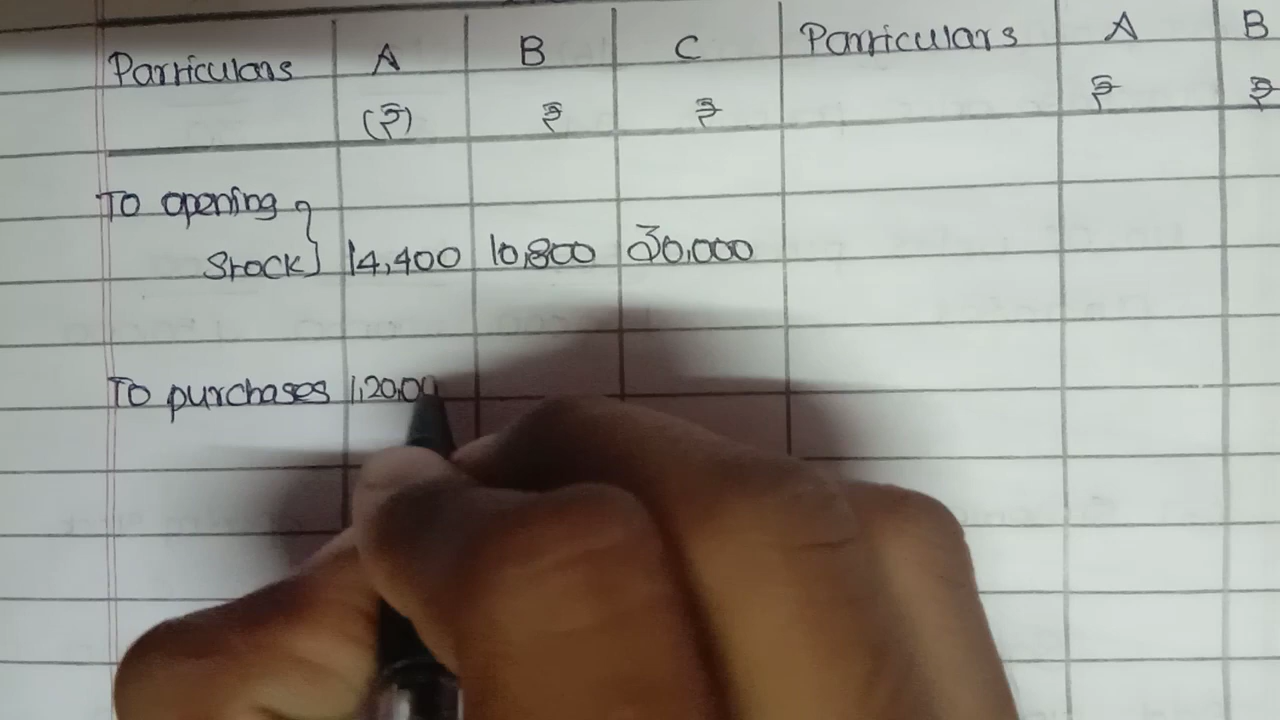 Particulars A B C Particulars A B
(₹) ₹ ₹ ₹ ₹
To opening
Stock 14,400 10,800 30,000
To purchases 1,20,00